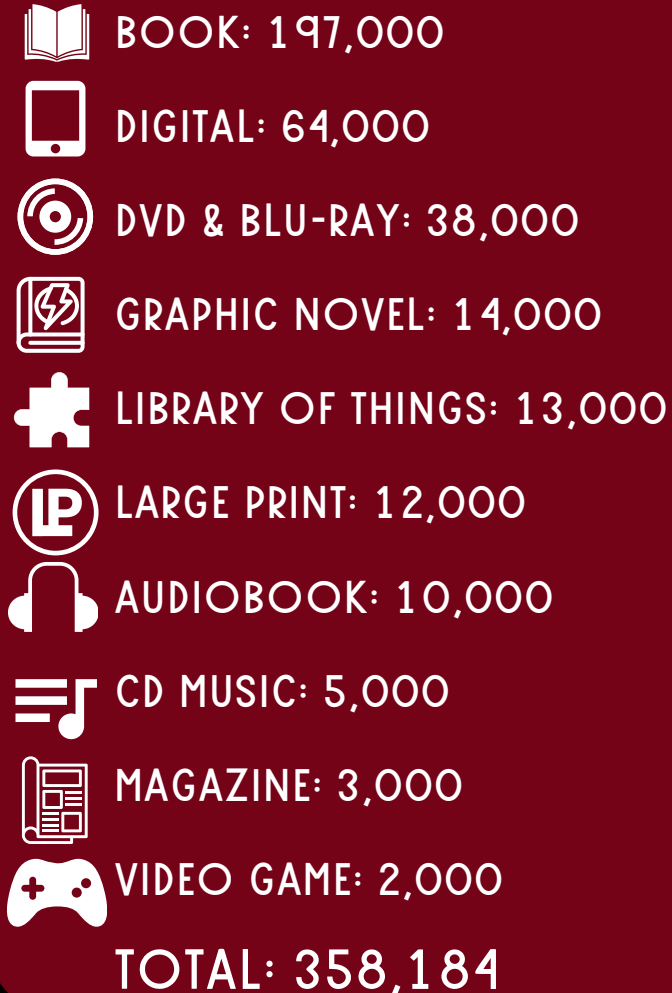 BOOK: 197,000
DIGITAL: 64,000
DVD & BLU-RAY: 38,000
GRAPHIC NOVEL: 14,000
LIBRARY OF THINGS: 13,000
LP LARGE PRINT: 12,000
AUDIOBOOK: 10,000
CD MUSIC: 5,000
MAGAZINE: 3,000
VIDEO GAME: 2,000
TOTAL: 358,184